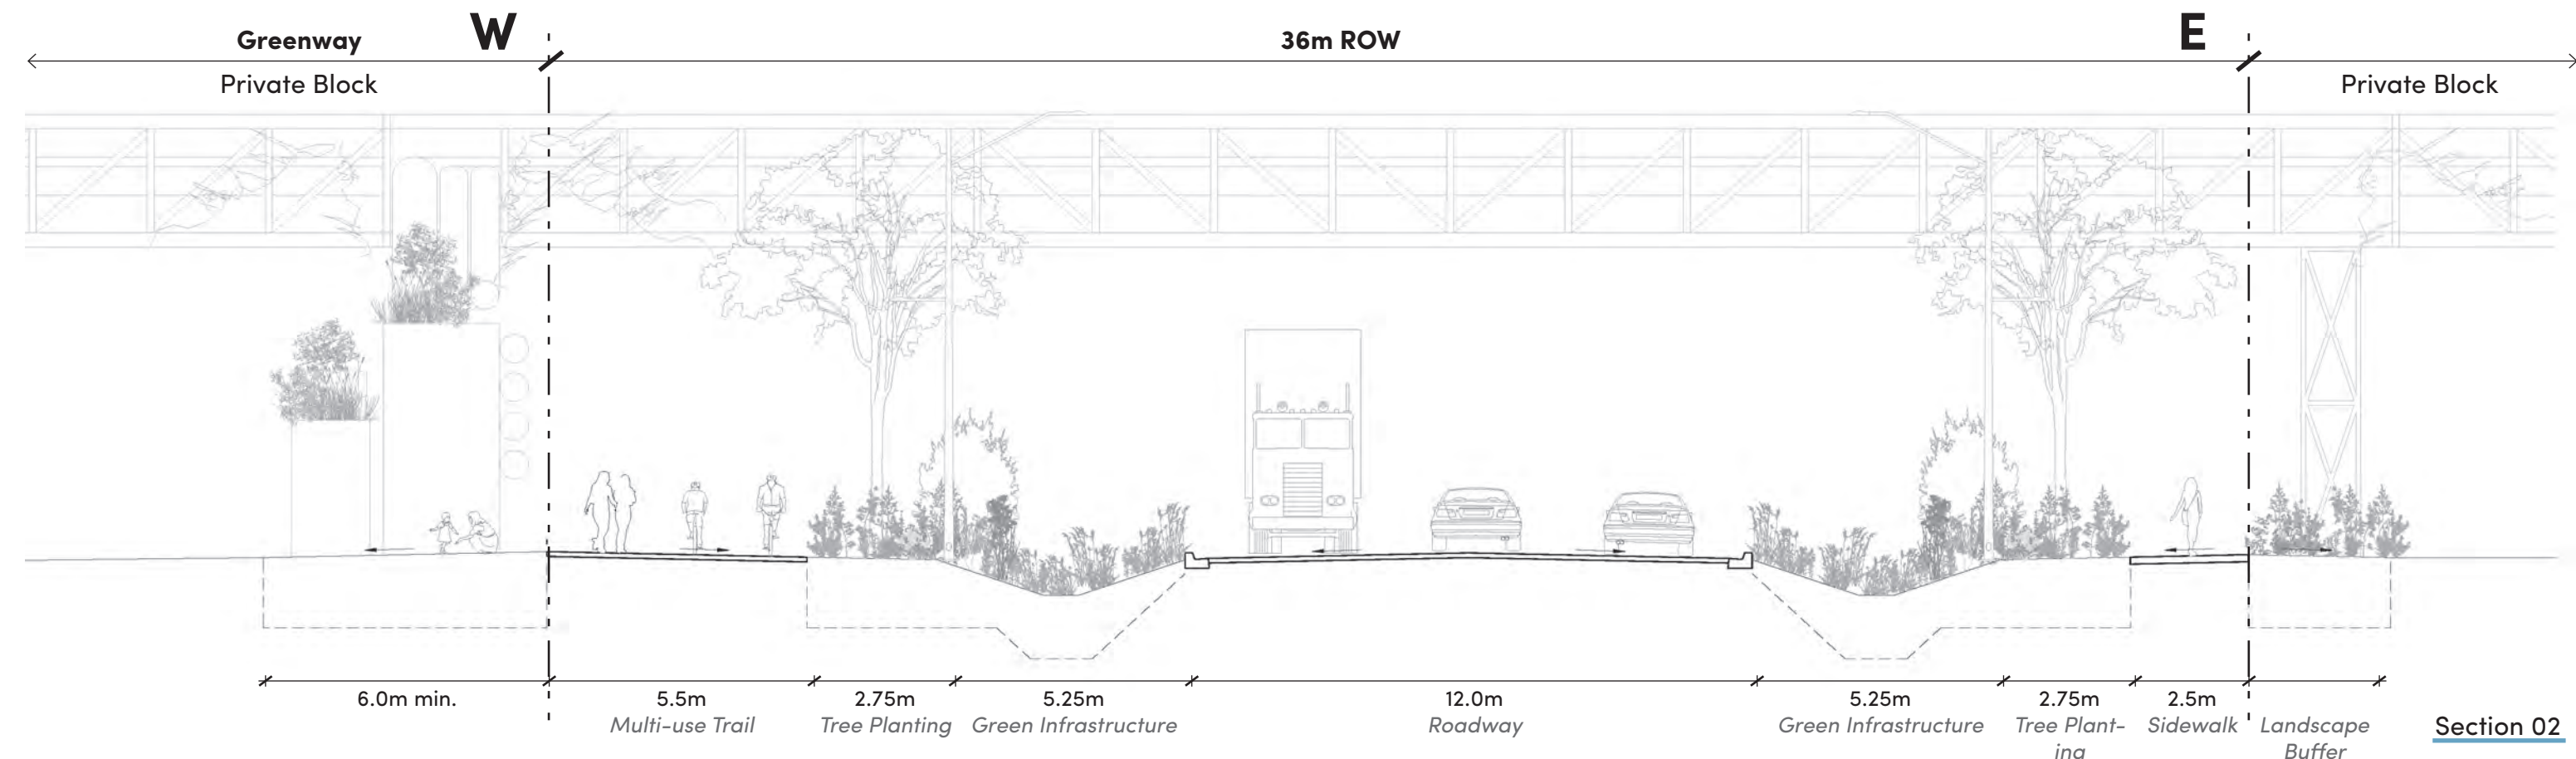 Greenway
W
36m ROW
E
Private Block
Private Block
6.0m min.
5.5m
2.75m
5.25m
12.0m
5.25m
2.75m
2.5m
Multi-use Trail
Tree Planting
Green Infrastructure
Roadway
Green Infrastructure
Tree Plant-
ing
Sidewalk
Landscape
Buffer
Section 02